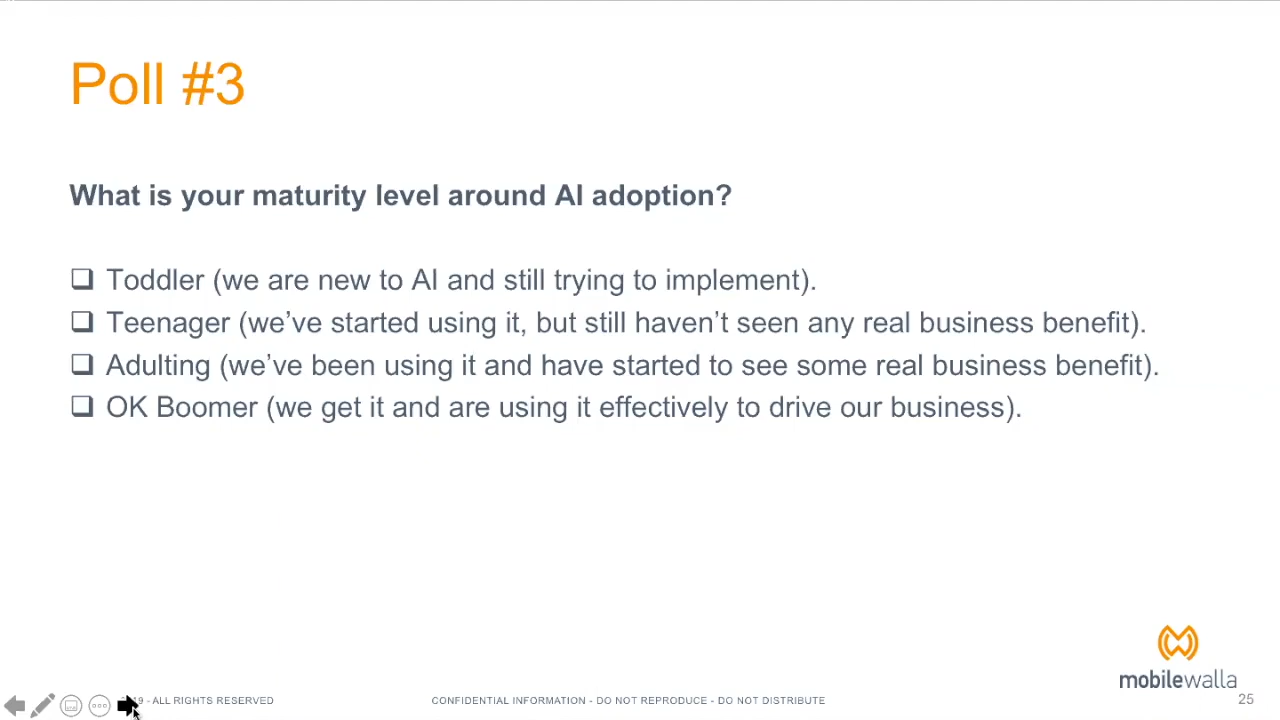 Poll #3
What is your maturity level around AI adoption?
❑ Toddler (we are new to AI and still trying to implement).
❑ Teenager (we’ve started using it, but still haven’t seen any real business benefit).
❑ Adulting (we’ve been using it and have started to see some real business benefit).
❑ OK Boomer (we get it and are using it effectively to drive our business).
mobilewalla
- ALL RIGHTS RESERVED
CONFIDENTIAL INFORMATION - DO NOT REPRODUCE - DO NOT DISTRIBUTE
25